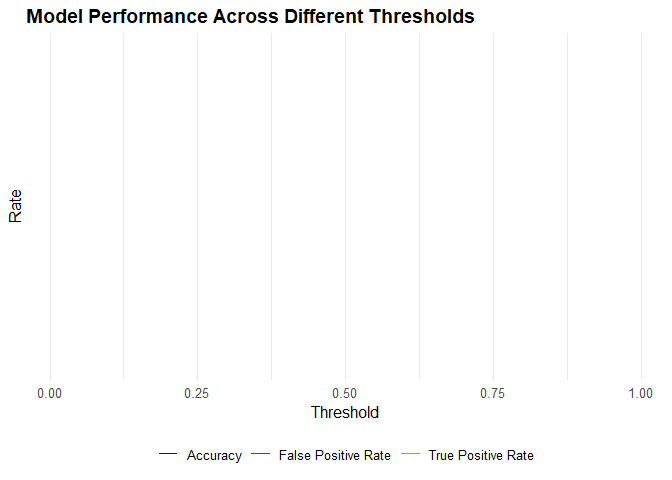 Model Performance Across Different Thresholds
Rate
0.00 0.25 0.50 0.75 1.00
Threshold
Accuracy False Positive Rate True Positive Rate